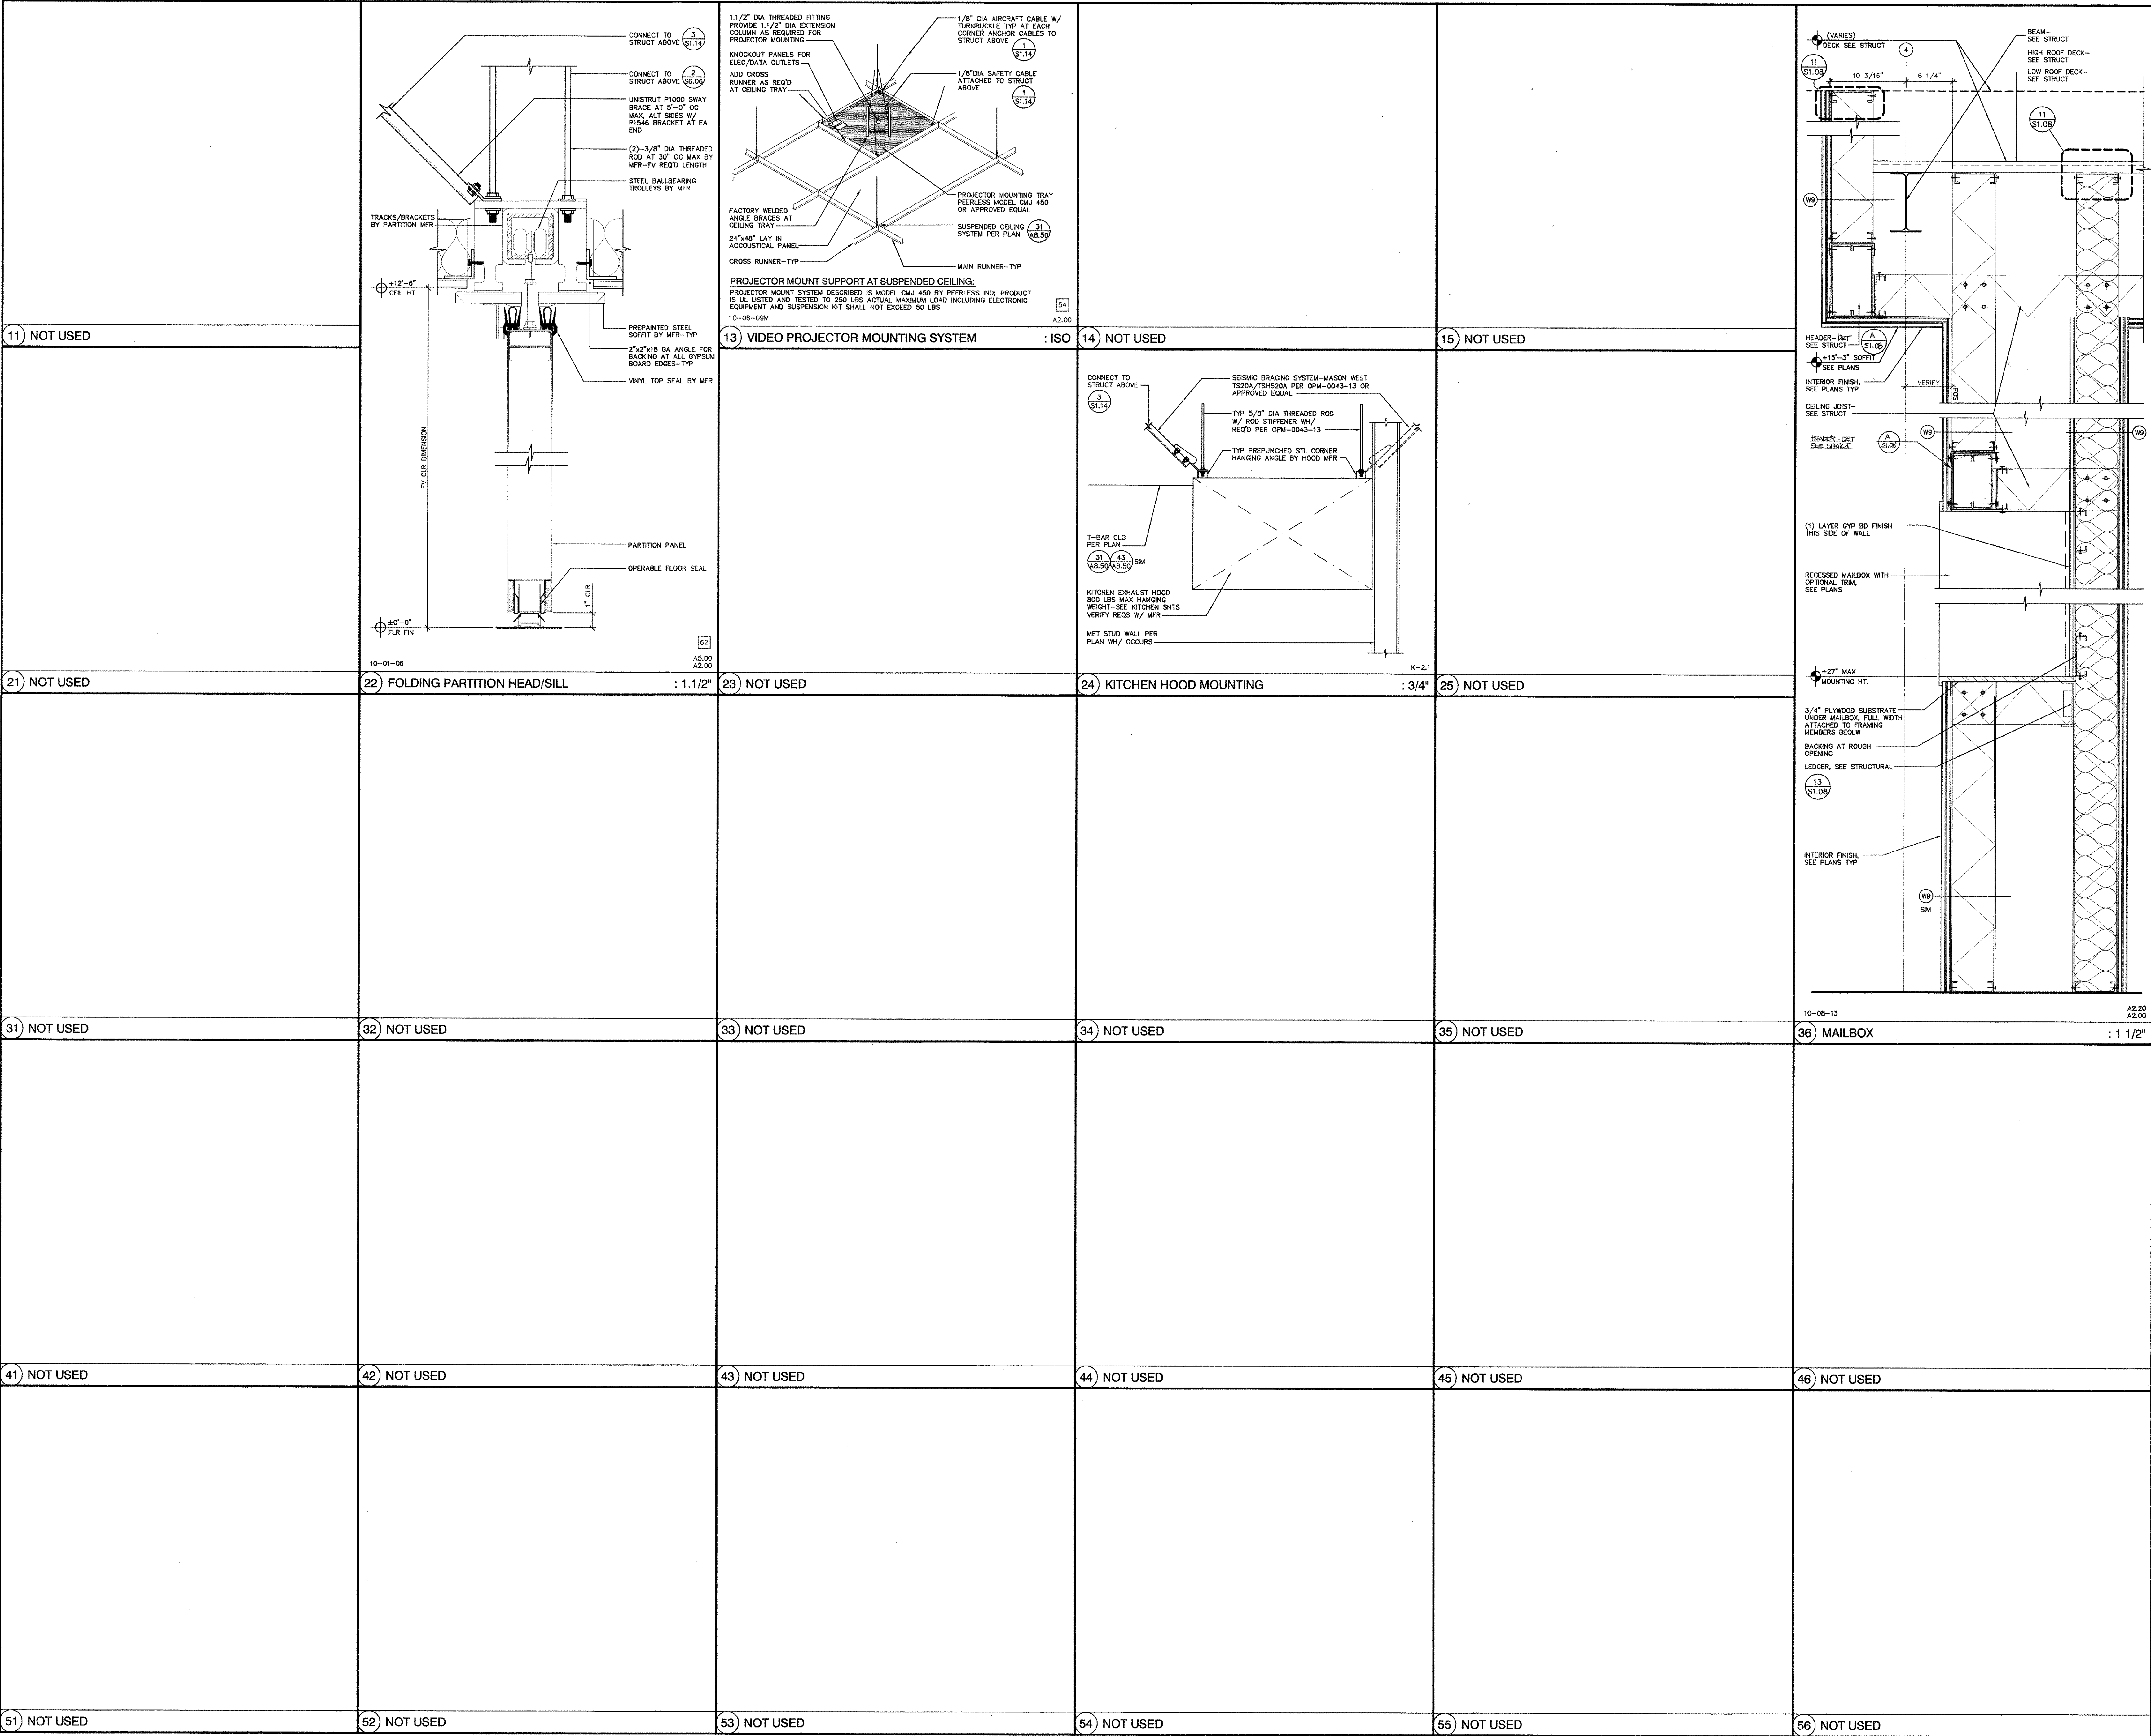 CONNECT TO
STRUCT ABOVE
3
S1.14
CONNECT TO
STRUCT ABOVE
2
S6.06
UNISTRUT P1000 SWAY
BRACE AT 5'-0" OC
MAX, ALT SIDES W/
P1546 BRACKET AT EA
END
(2)-3/8" DIA THREADED
ROD AT 30" OC MAX BY
MFR-FV REQ'D LENGTH
STEEL BALLBEARING
TROLLEYS BY MFR
TRACKS/BRACKETS
BY PARTITION MFR
+12'-6"
CEIL HT
PREPAINTED STEEL
SOFFIT BY MFR-TYP
2"x2"x18 GA ANGLE FOR
BACKING AT ALL GYPSUM
BOARD EDGES-TYP
VINYL TOP SEAL BY MFR
FV CLR DIMENSION
PARTITION PANEL
OPERABLE FLOOR SEAL
1" CLR
±0'-0"
FLR FIN
62
10-01-06
A5.00
A2.00
22 FOLDING PARTITION HEAD/SILL : 1.1/2"
1.1/2" DIA THREADED FITTING
PROVIDE 1.1/2" DIA EXTENSION
COLUMN AS REQUIRED FOR
PROJECTOR MOUNTING
KNOCKOUT PANELS FOR
ELEC/DATA OUTLETS
ADD CROSS
RUNNER AS REQ'D
AT CEILING TRAY
1/8" DIA AIRCRAFT CABLE W/
TURNBUCKLE TYP AT EACH
CORNER ANCHOR CABLES TO
STRUCT ABOVE
1
S1.14
1/8"DIA SAFETY CABLE
ATTACHED TO STRUCT
ABOVE
1
S1.14
PROJECTOR MOUNTING TRAY
PEERLESS MODEL CMJ 450
OR APPROVED EQUAL
FACTORY WELDED
ANGLE BRACES AT
CEILING TRAY
SUSPENDED CEILING
SYSTEM PER PLAN
31
A8.50
24"x48" LAY IN
ACCOUSTICAL PANEL
CROSS RUNNER-TYP
MAIN RUNNER-TYP
PROJECTOR MOUNT SUPPORT AT SUSPENDED CEILING:
PROJECTOR MOUNT SYSTEM DESCRIBED IS MODEL CMJ 450 BY PEERLESS IND; PRODUCT
IS UL LISTED AND TESTED TO 250 LBS ACTUAL MAXIMUM LOAD INCLUDING ELECTRONIC
EQUIPMENT AND SUSPENSION KIT SHALL NOT EXCEED 50 LBS
54
10-06-09M
A2.00
11 NOT USED
13 VIDEO PROJECTOR MOUNTING SYSTEM : ISO
14 NOT USED
15 NOT USED
CONNECT TO
STRUCT ABOVE
3
S1.14
SEISMIC BRACING SYSTEM-MASON WEST
TS20A/TSH520A PER OPM-0043-13 OR
APPROVED EQUAL
TYP 5/8" DIA THREADED ROD
W/ ROD STIFFENER WH/
REQ'D PER OPM-0043-13
TYP PREPUNCHED STL CORNER
HANGING ANGLE BY HOOD MFR
T-BAR CLG
PER PLAN
31
A8.50
43
A8.50
SIM
KITCHEN EXHAUST HOOD
800 LBS MAX HANGING
WEIGHT-SEE KITCHEN SHTS
VERIFY REQS W/ MFR
MET STUD WALL PER
PLAN WH/ OCCURS
K-2.1
21 NOT USED
23 NOT USED
24 KITCHEN HOOD MOUNTING : 3/4"
25 NOT USED
(VARIES)
DECK SEE STRUCT
4
BEAM-
SEE STRUCT
HIGH ROOF DECK-
SEE STRUCT
LOW ROOF DECK-
SEE STRUCT
11
S1.08
10 3/16"
6 1/4"
11
S1.08
W9
HEADER-DET
SEE STRUCT
A
S1.05
+15'-3" SOFFIT
SEE PLANS
INTERIOR FINISH,
SEE PLANS TYP
VERIFY
FOS
CEILING JOIST-
SEE STRUCT
W9
W9
SEE STRUCT
A
(1) LAYER GYP BD FINISH
THIS SIDE OF WALL
RECESSED MAILBOX WITH
OPTIONAL TRIM,
SEE PLANS
+27" MAX
MOUNTING HT.
3/4" PLYWOOD SUBSTRATE
UNDER MAILBOX, FULL WIDTH
ATTACHED TO FRAMING
MEMBERS BEOLW
BACKING AT ROUGH
OPENING
LEDGER, SEE STRUCTURAL
13
S1.08
INTERIOR FINISH,
SEE PLANS TYP
W9
SIM
10-08-13
A2.20
A2.00
31 NOT USED
32 NOT USED
33 NOT USED
34 NOT USED
35 NOT USED
36 MAILBOX : 1 1/2"
41 NOT USED
42 NOT USED
43 NOT USED
44 NOT USED
45 NOT USED
46 NOT USED
51 NOT USED
52 NOT USED
53 NOT USED
54 NOT USED
55 NOT USED
56 NOT USED